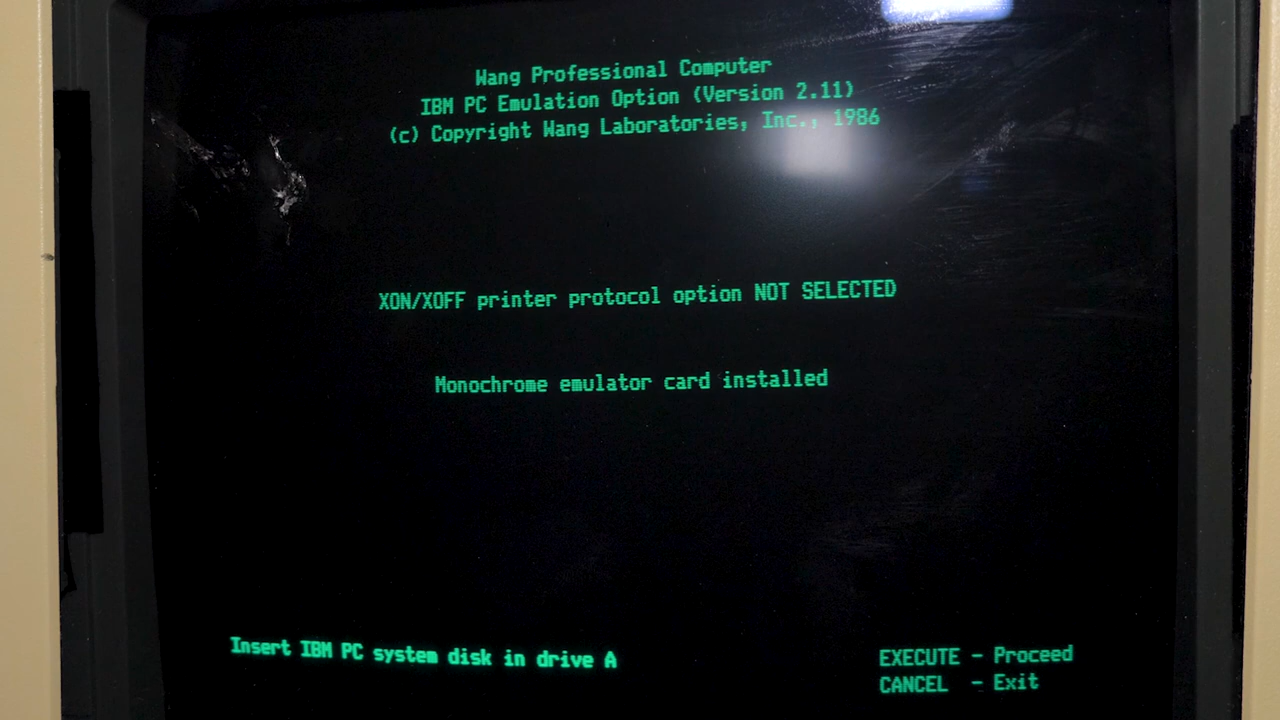 Wang Professional Computer
IBM PC Emulation Option (Version 2.11)
(c) Copyright Wang Laboratories, Inc., 1986
XON/XOFF printer protocol option NOT SELECTED
Monochrome emulator card installed
Insert IBM PC system disk in drive A
EXECUTE - Proceed
CANCEL - Exit